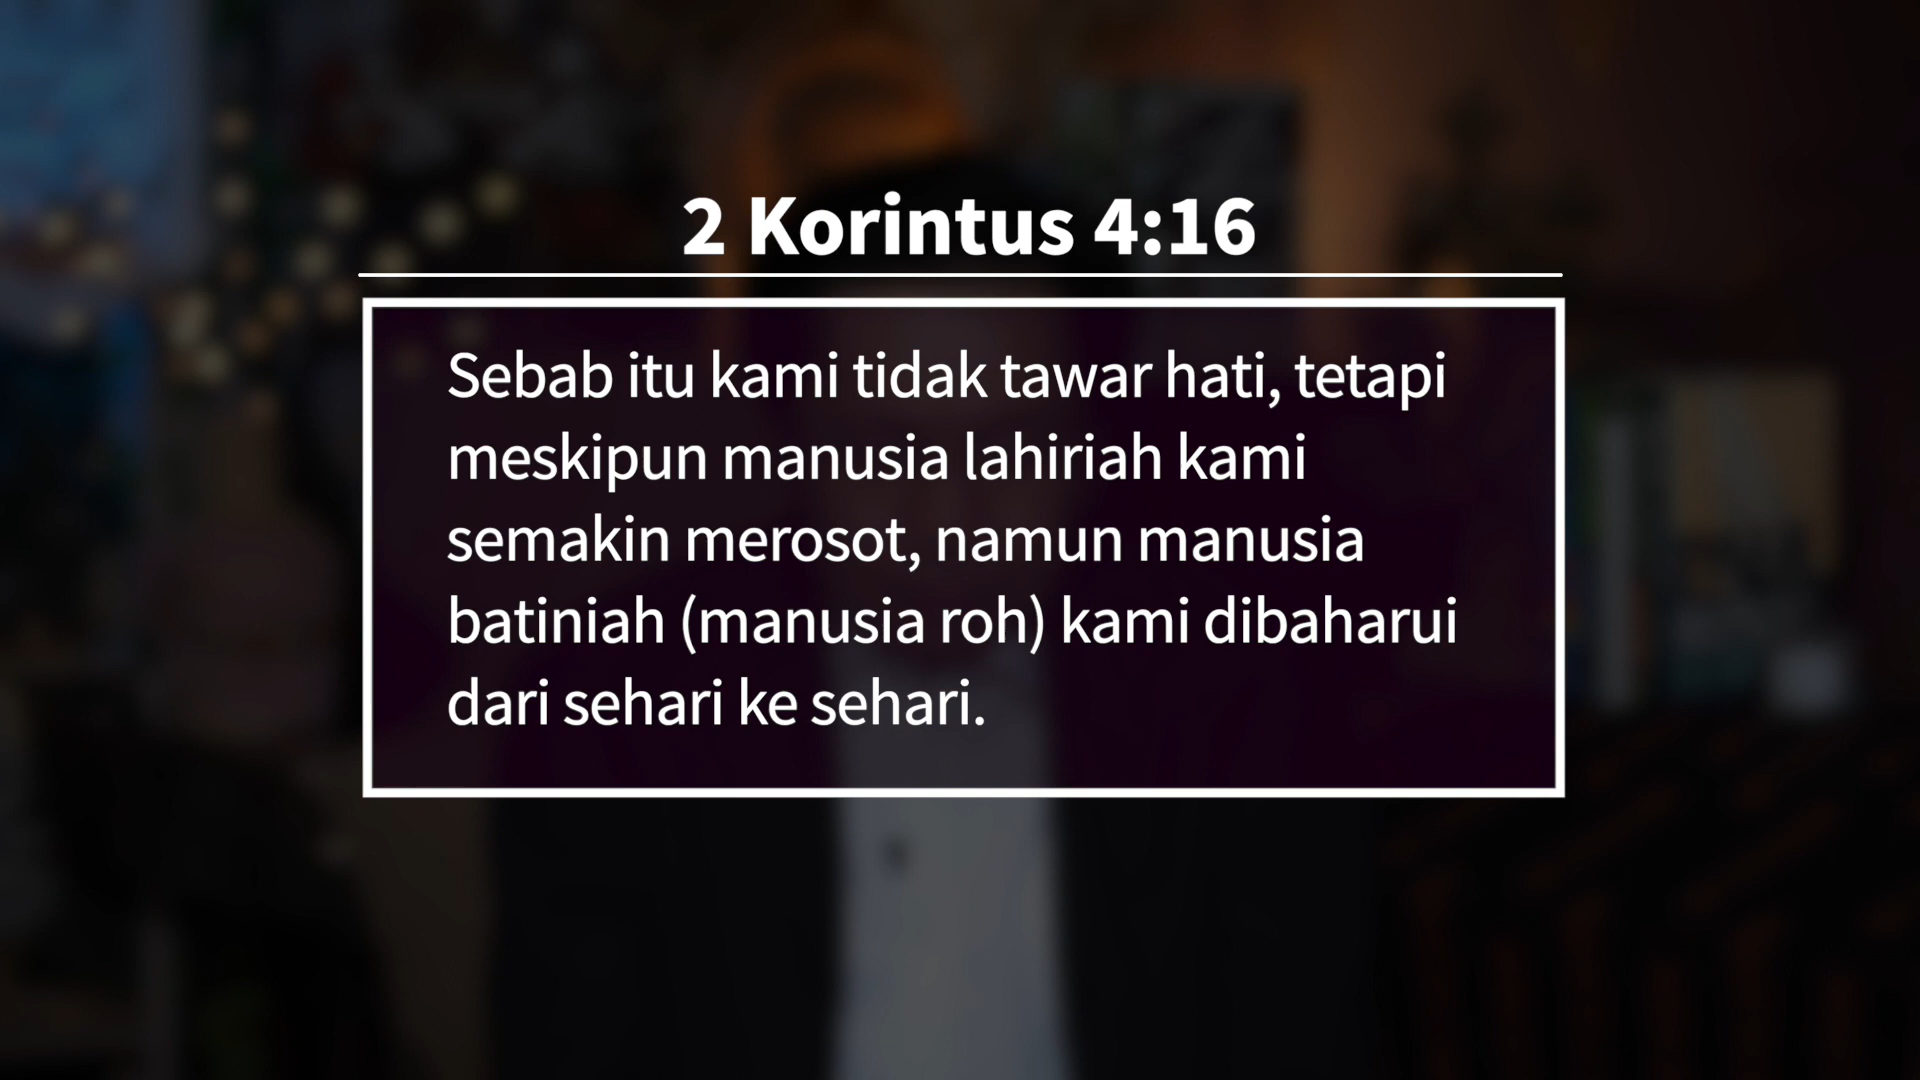 2 Korintus 4:16
Sebab itu kami tidak tawar hati, tetapi
meskipun manusia lahiriah kami
semakin merosot, namun manusia
batiniah (manusia roh) kami dibaharui
dari sehari ke sehari.